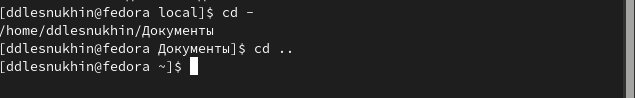 [ddlesnukhin@fedora local]$ cd -
/home/ddlesnukhin/Документы
[ddlesnukhin@fedora Документы]$ cd ..
[ddlesnukhin@fedora ~]$